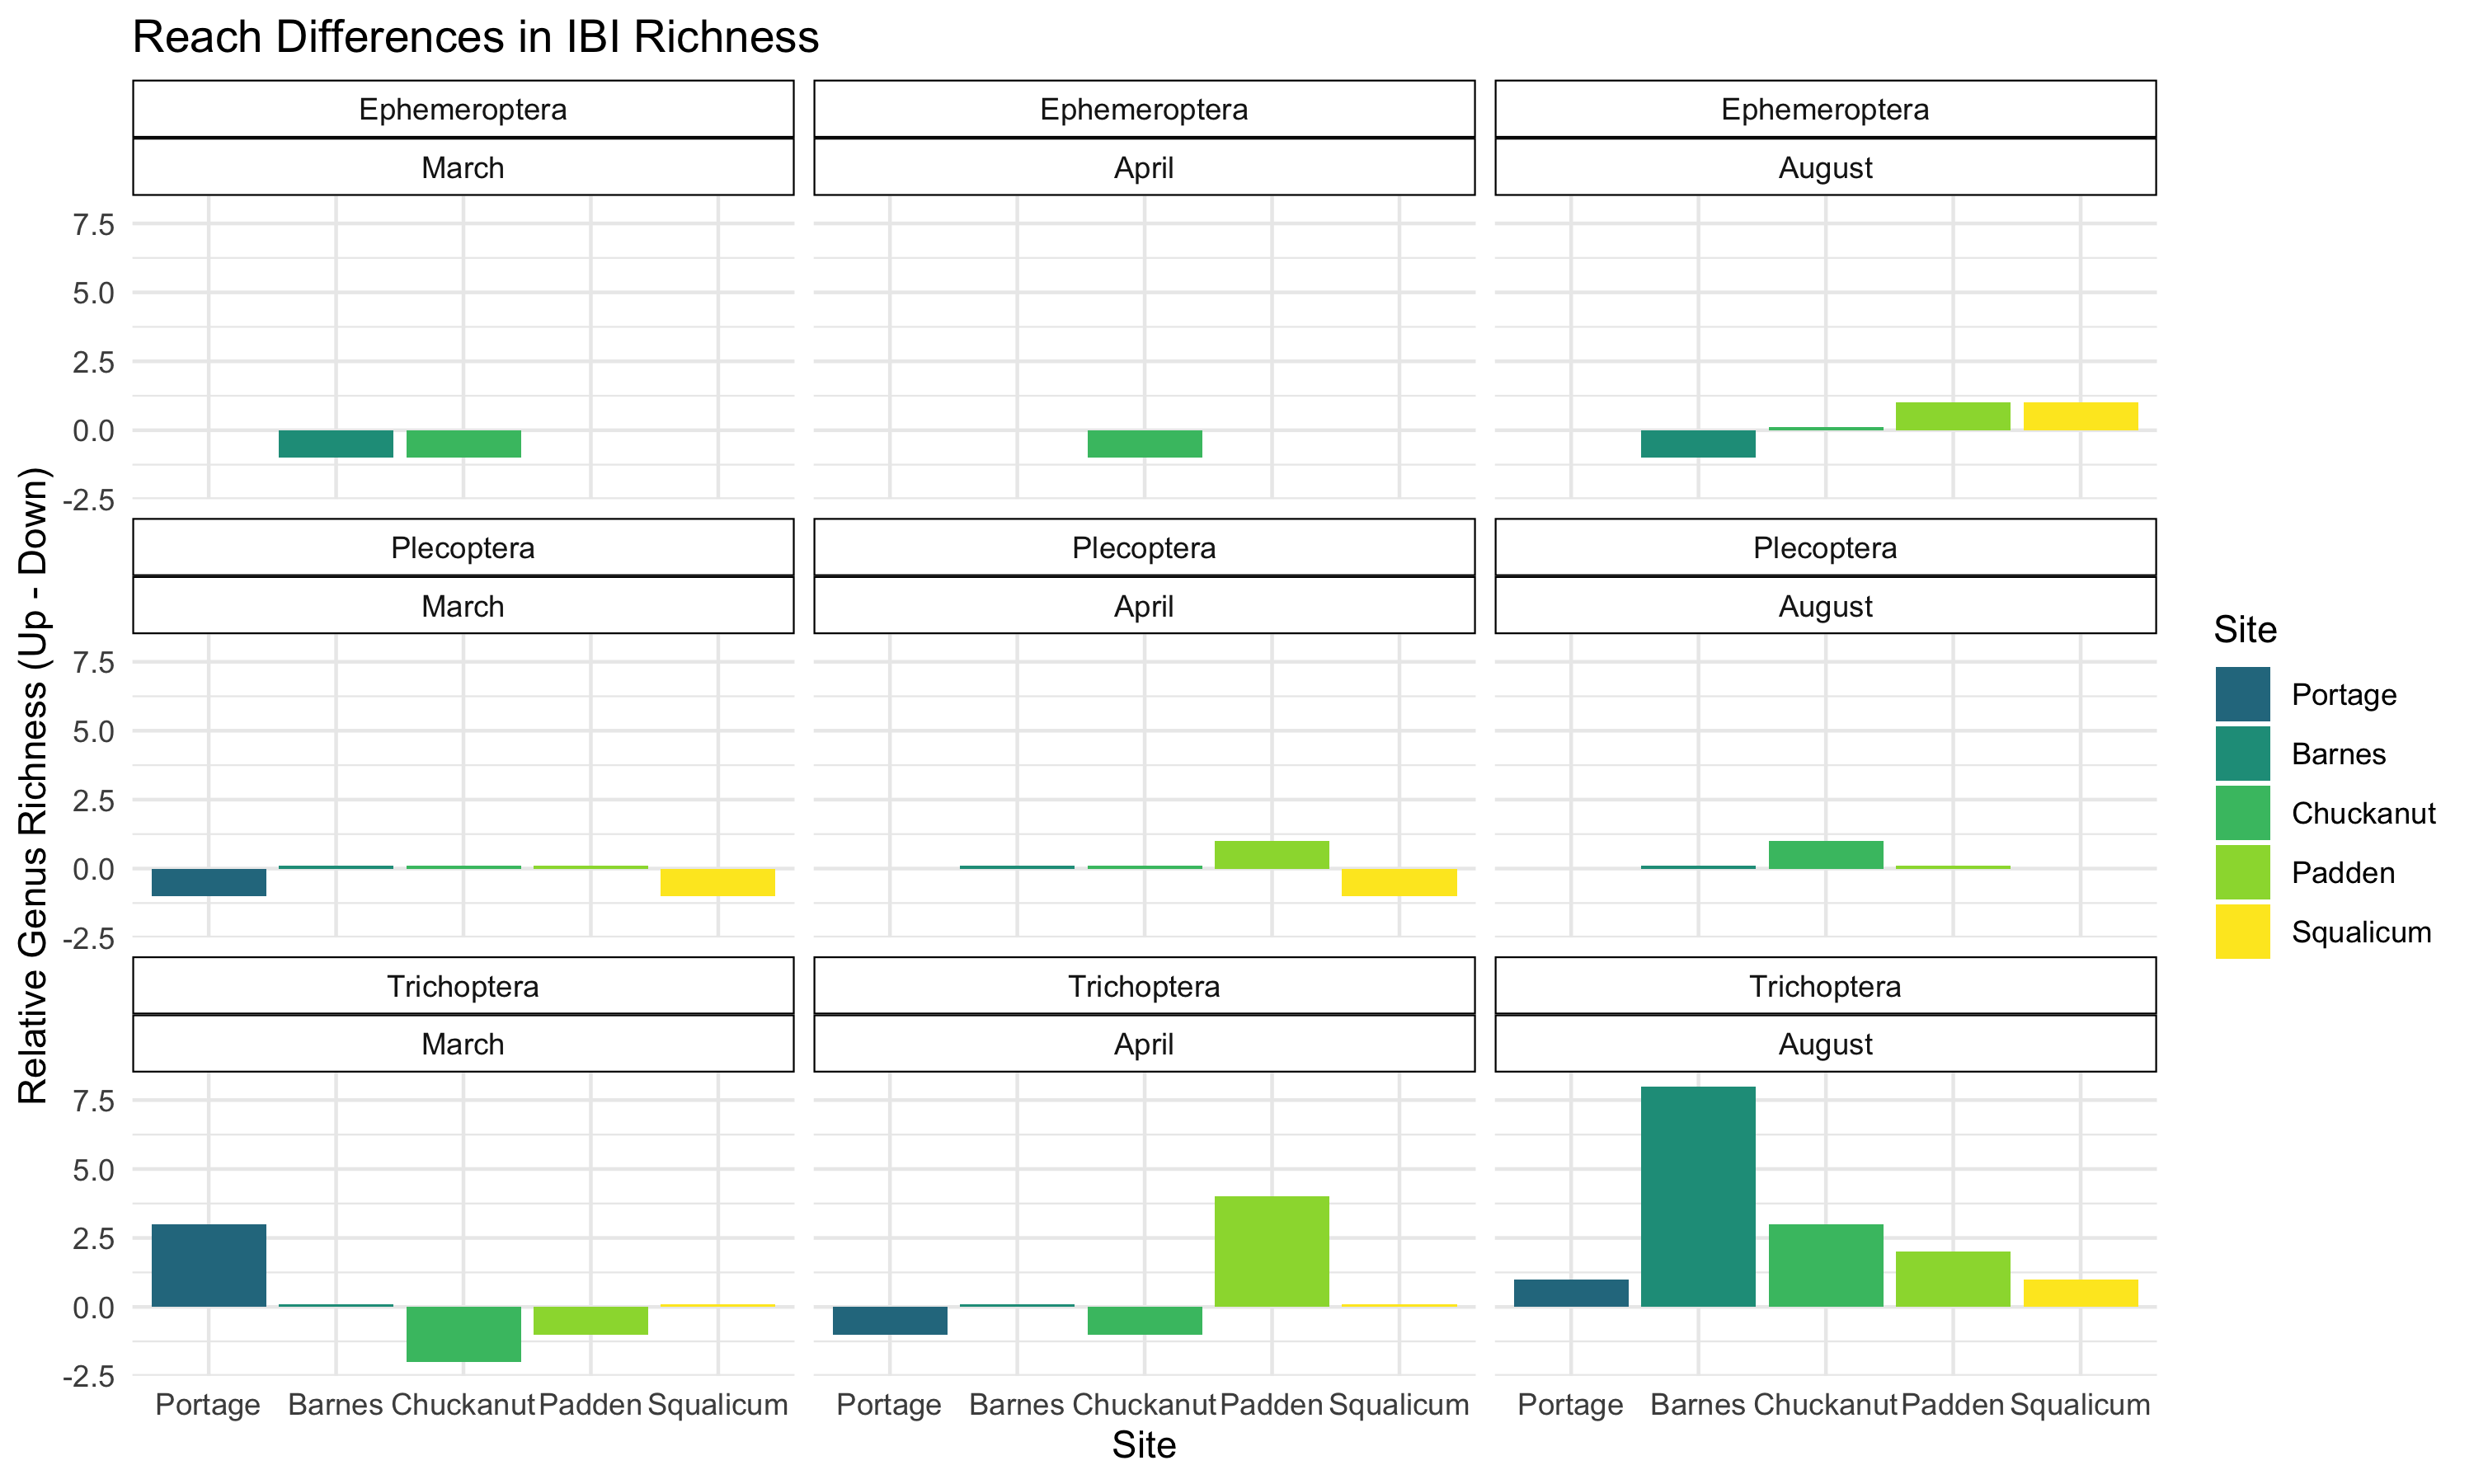 Reach Differences in IBI Richness
Ephemeroptera
Ephemeroptera
Ephemeroptera
March
April
August
7.5
5.0
2.5
0.0
-2.5
Plecoptera
Plecoptera
Plecoptera
March
April
August
7.5
5.0
2.5
0.0
-2.5
Trichoptera
Trichoptera
Trichoptera
March
April
August
7.5
5.0
2.5
0.0
-2.5
Portage Barnes Chuckanut Padden Squalicum
Portage Barnes Chuckanut Padden Squalicum
Portage Barnes Chuckanut Padden Squalicum
Site
Relative Genus Richness (Up - Down)
Site
Portage
Barnes
Chuckanut
Padden
Squalicum